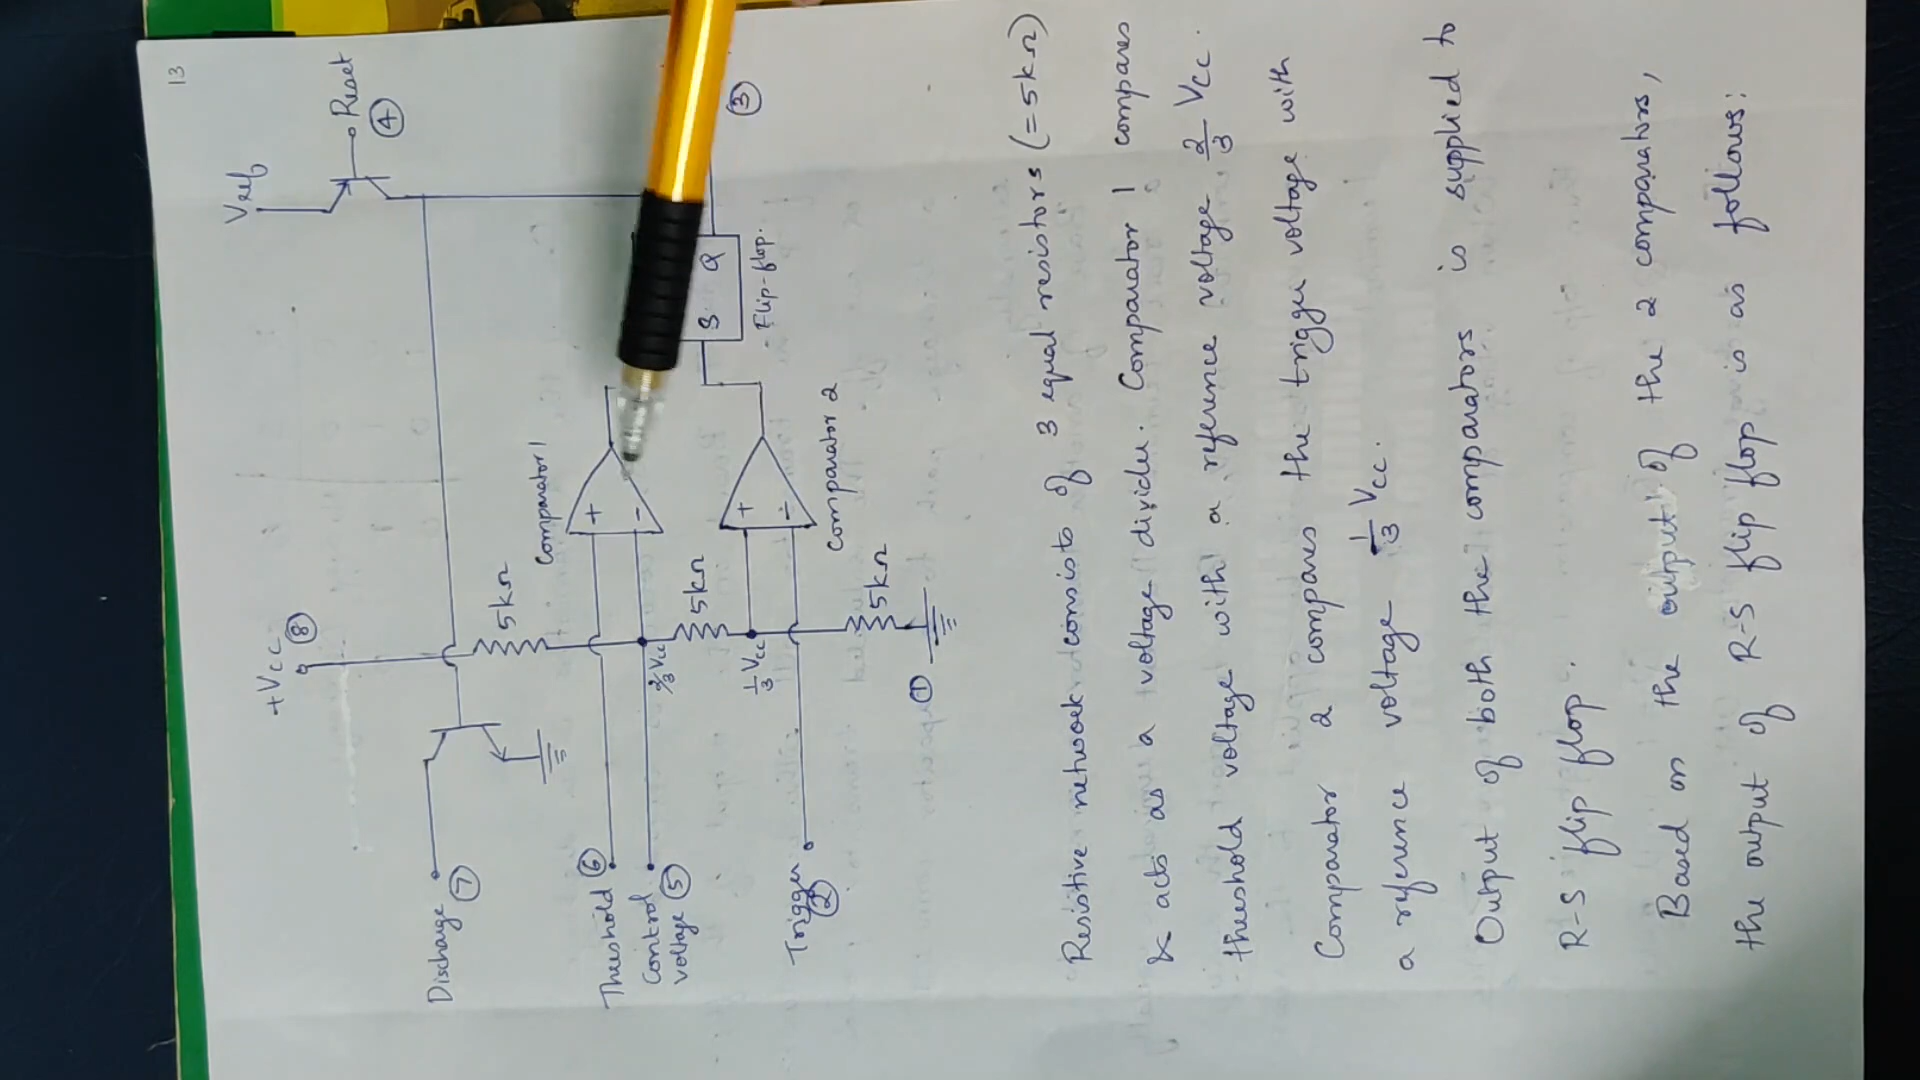 13
Vref
Reset
4
+Vcc
8
Discharge
7
5kΩ
Comparator 1
+
-
Threshold 6
Control
voltage 5
2/3 Vcc
5kΩ
1/3 Vcc
+
-
Comparator 2
Trigger
2
5kΩ
1
S Q
Flip-flop.
3
Resistive network consists of 3 equal resistors (=5kΩ)
& acts as a voltage divider. Comparator 1 compares
threshold voltage with a reference voltage 2/3 Vcc.
Comparator 2 compares the trigger voltage with
a reference voltage 1/3 Vcc.
Output of both the comparators is supplied to
R-S flip flop.
Based on the output of the 2 comparators,
the output of R-S flip flop is as follows: